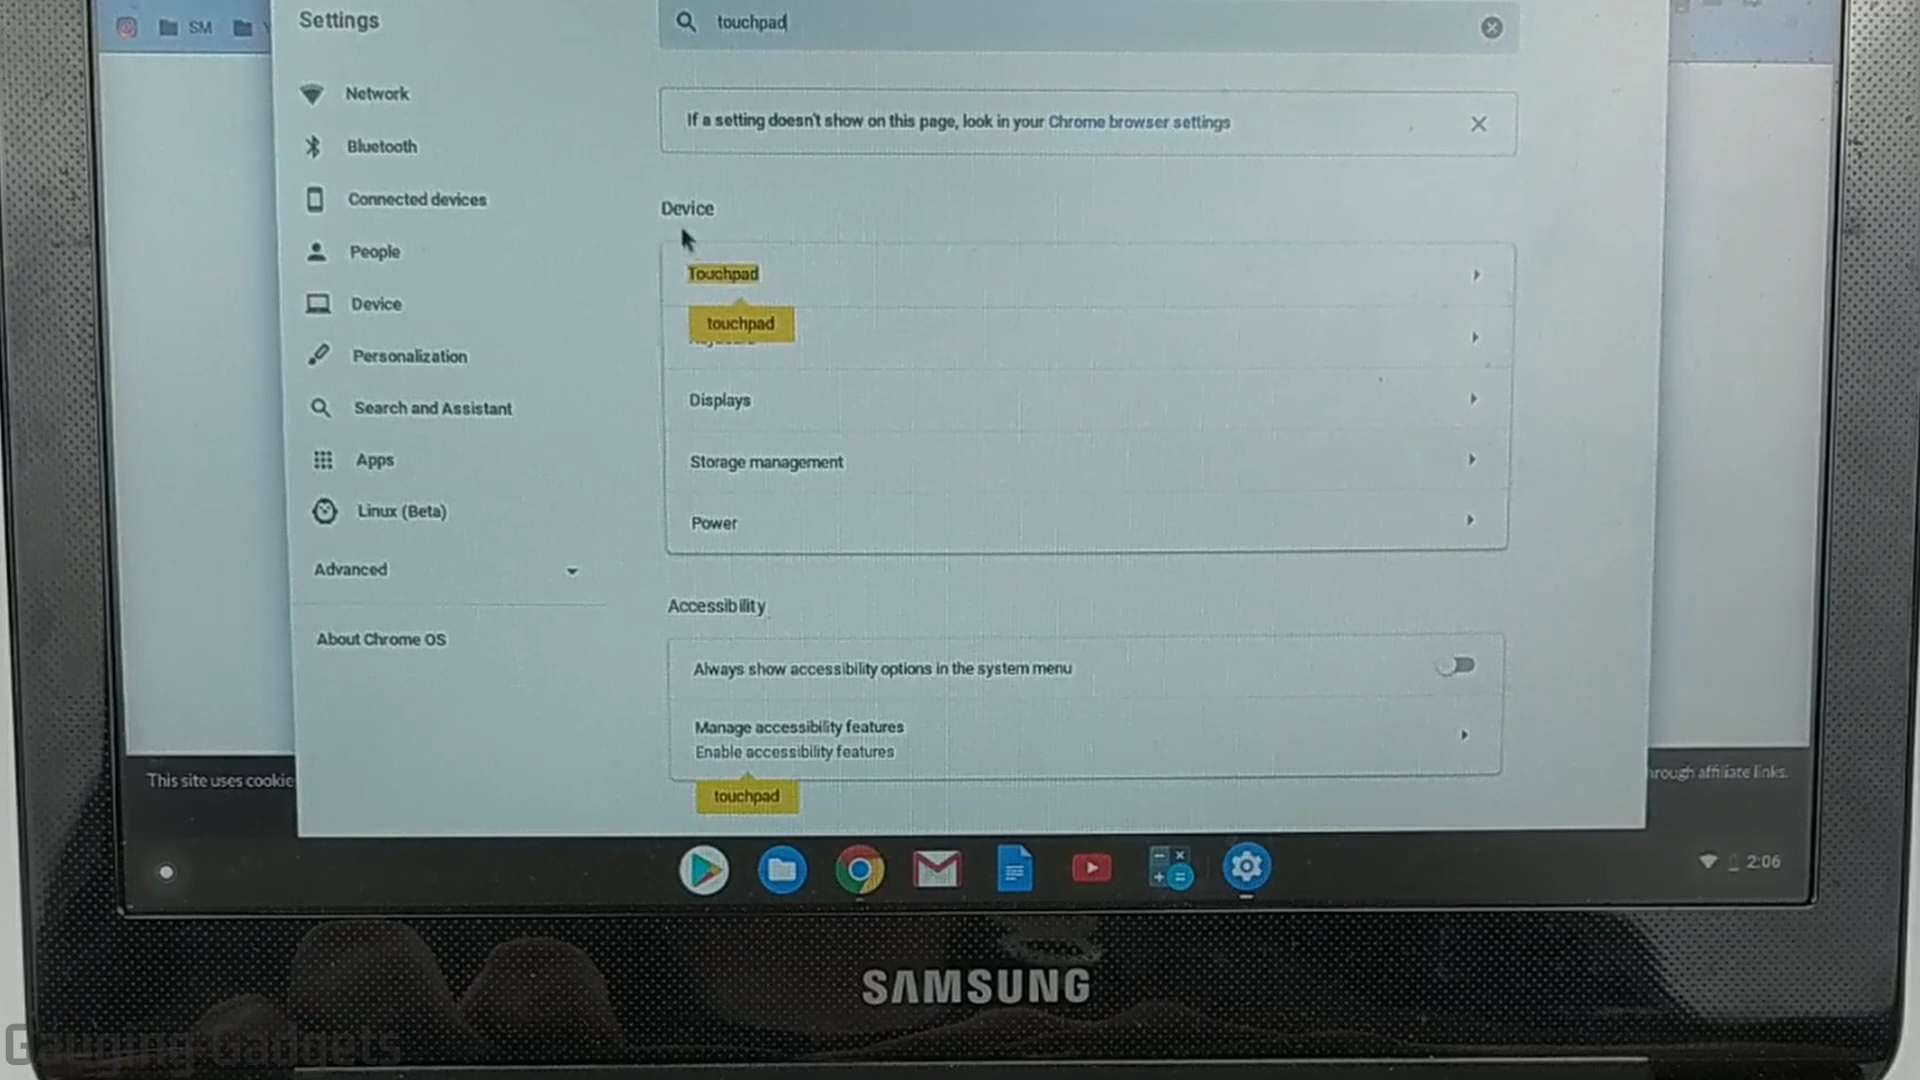 SM
Settings
touchpad
Network
Bluetooth
Connected devices
People
Device
Personalization
Search and Assistant
Apps
Linux (Beta)
Advanced
About Chrome OS
If a setting doesn't show on this page, look in your Chrome browser settings
Device
Touchpad
touchpad
Displays
Storage management
Power
Accessibility
Always show accessibility options in the system menu
Manage accessibility features
Enable accessibility features
touchpad
This site uses cookie
hrough affiliate links.
2:06
SAMSUNG
Gauging Gadgets